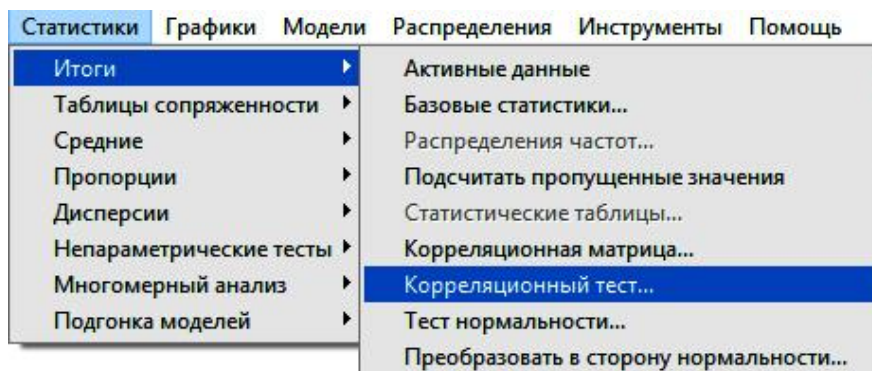 Статистики Графики Модели Распределения Инструменты Помощь
Итоги
Таблицы сопряженности
Средние
Пропорции
Дисперсии
Непараметрические тесты
Многомерный анализ
Подгонка моделей
Активные данные
Базовые статистики...
Распределения частот...
Подсчитать пропущенные значения
Статистические таблицы...
Корреляционная матрица...
Корреляционный тест...
Тест нормальности...
Преобразовать в сторону нормальности...